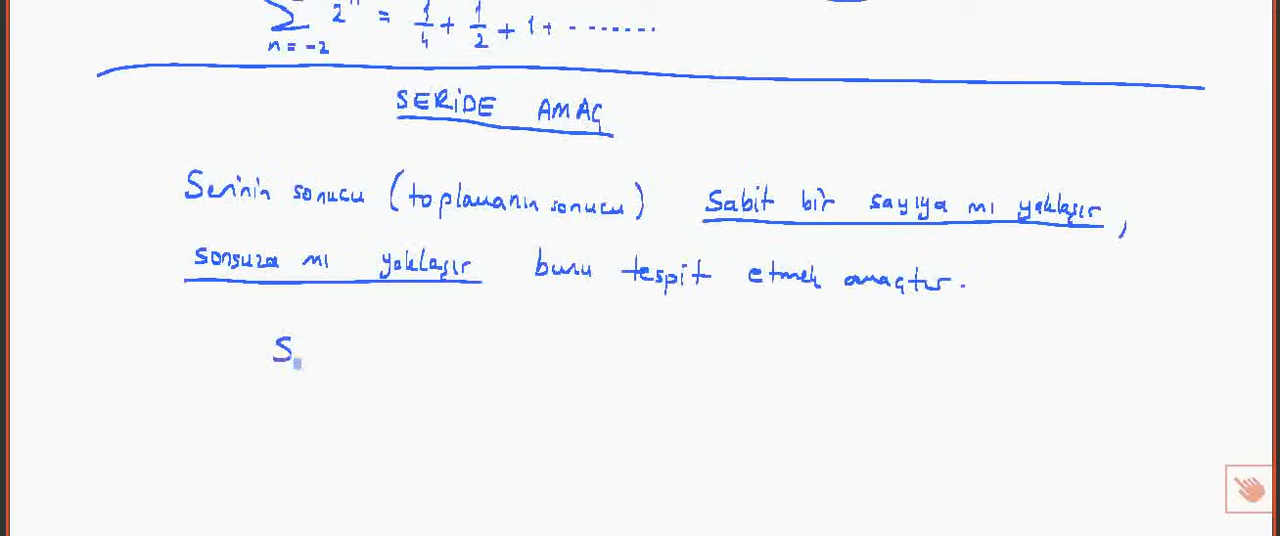 ∑ 2ⁿ = 1/4 + 1/2 + 1 + .......
n = -2
SERİDE AMAÇ
Serinin sonucu (toplamanın sonucu) Sabit bir sayıya mı yaklaşır,
sonsuza mı yaklaşır bunu tespit etmek amaçtır.
S